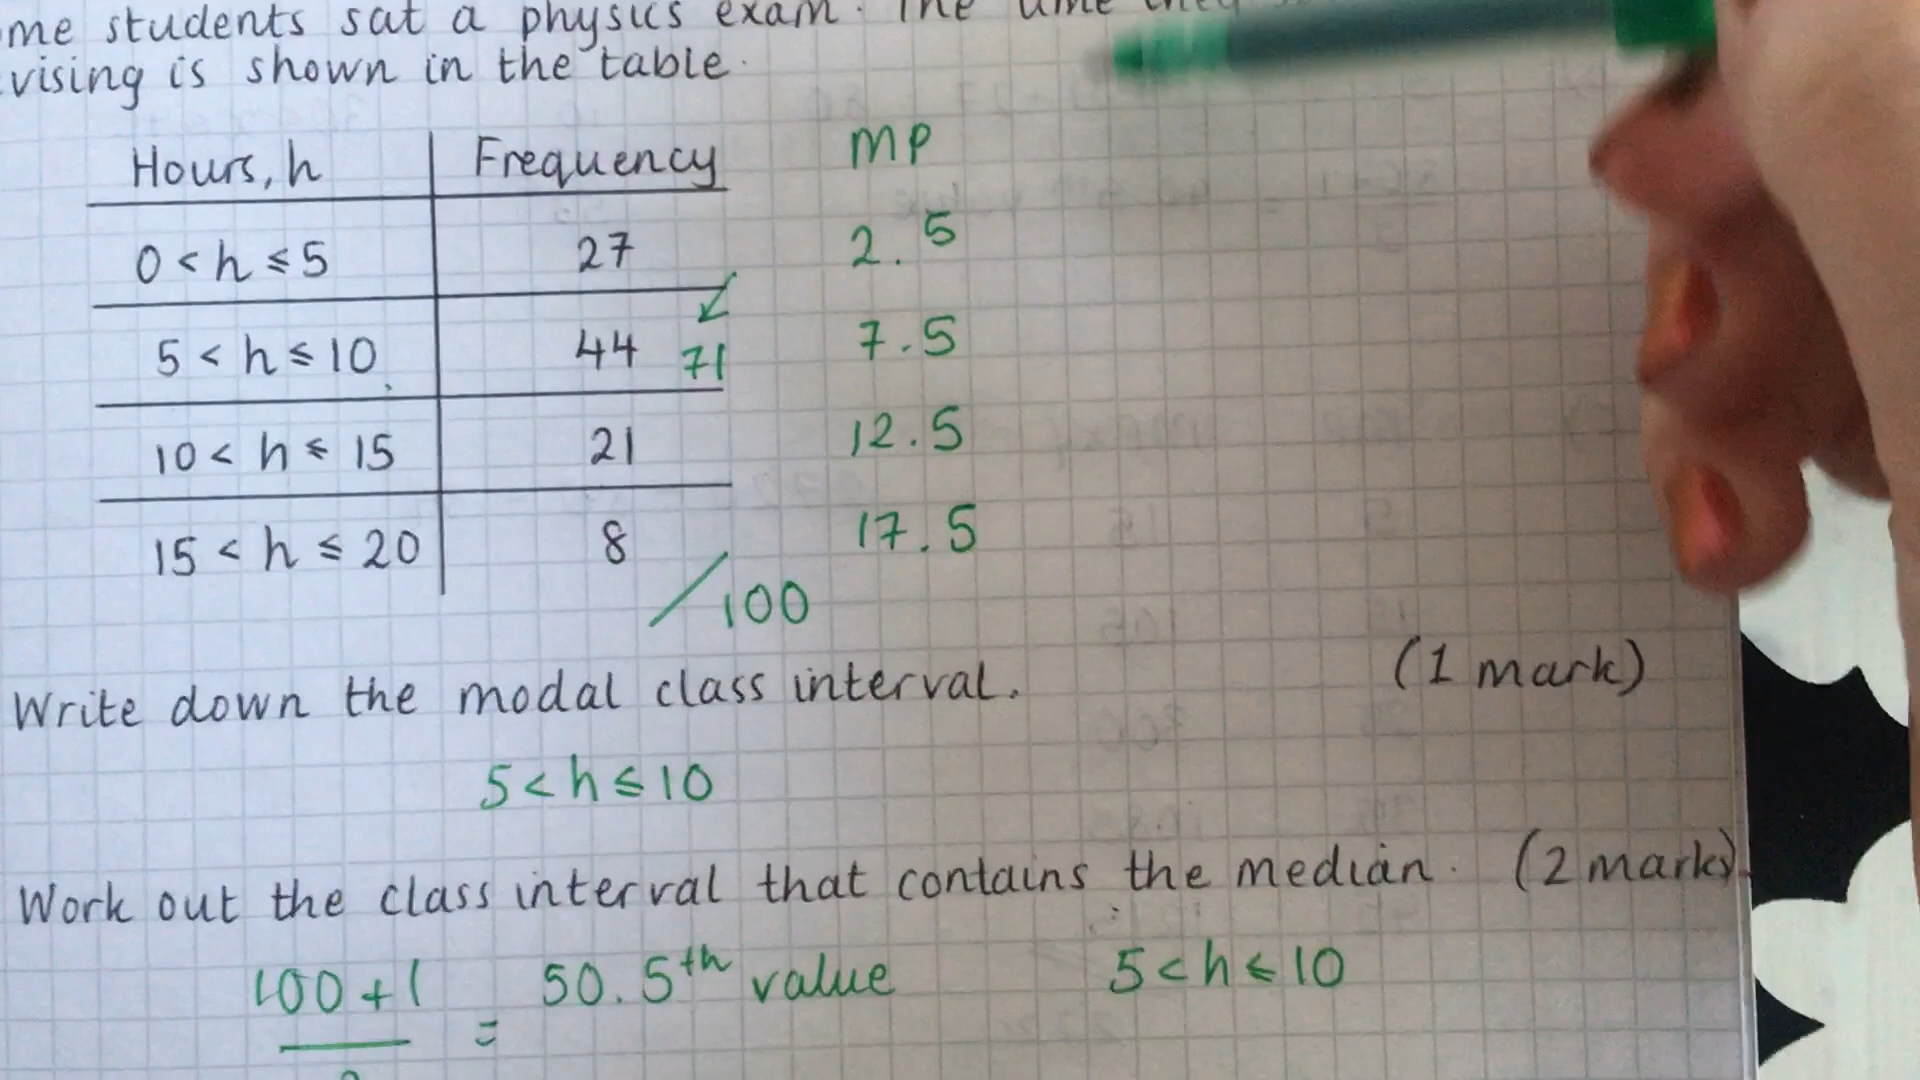 me students sat a physics exam. The time they
vising is shown in the table.
Hours, h Frequency MP
0 < h ≤ 5 27 2.5
5 < h ≤ 10 44 71 7.5
10 < h ≤ 15 21 12.5
15 < h ≤ 20 8 17.5
100
Write down the modal class interval. (1 mark)
5 < h ≤ 10
Work out the class interval that contains the median. (2 marks)
100 + 1 = 50.5th value 5 < h ≤ 10